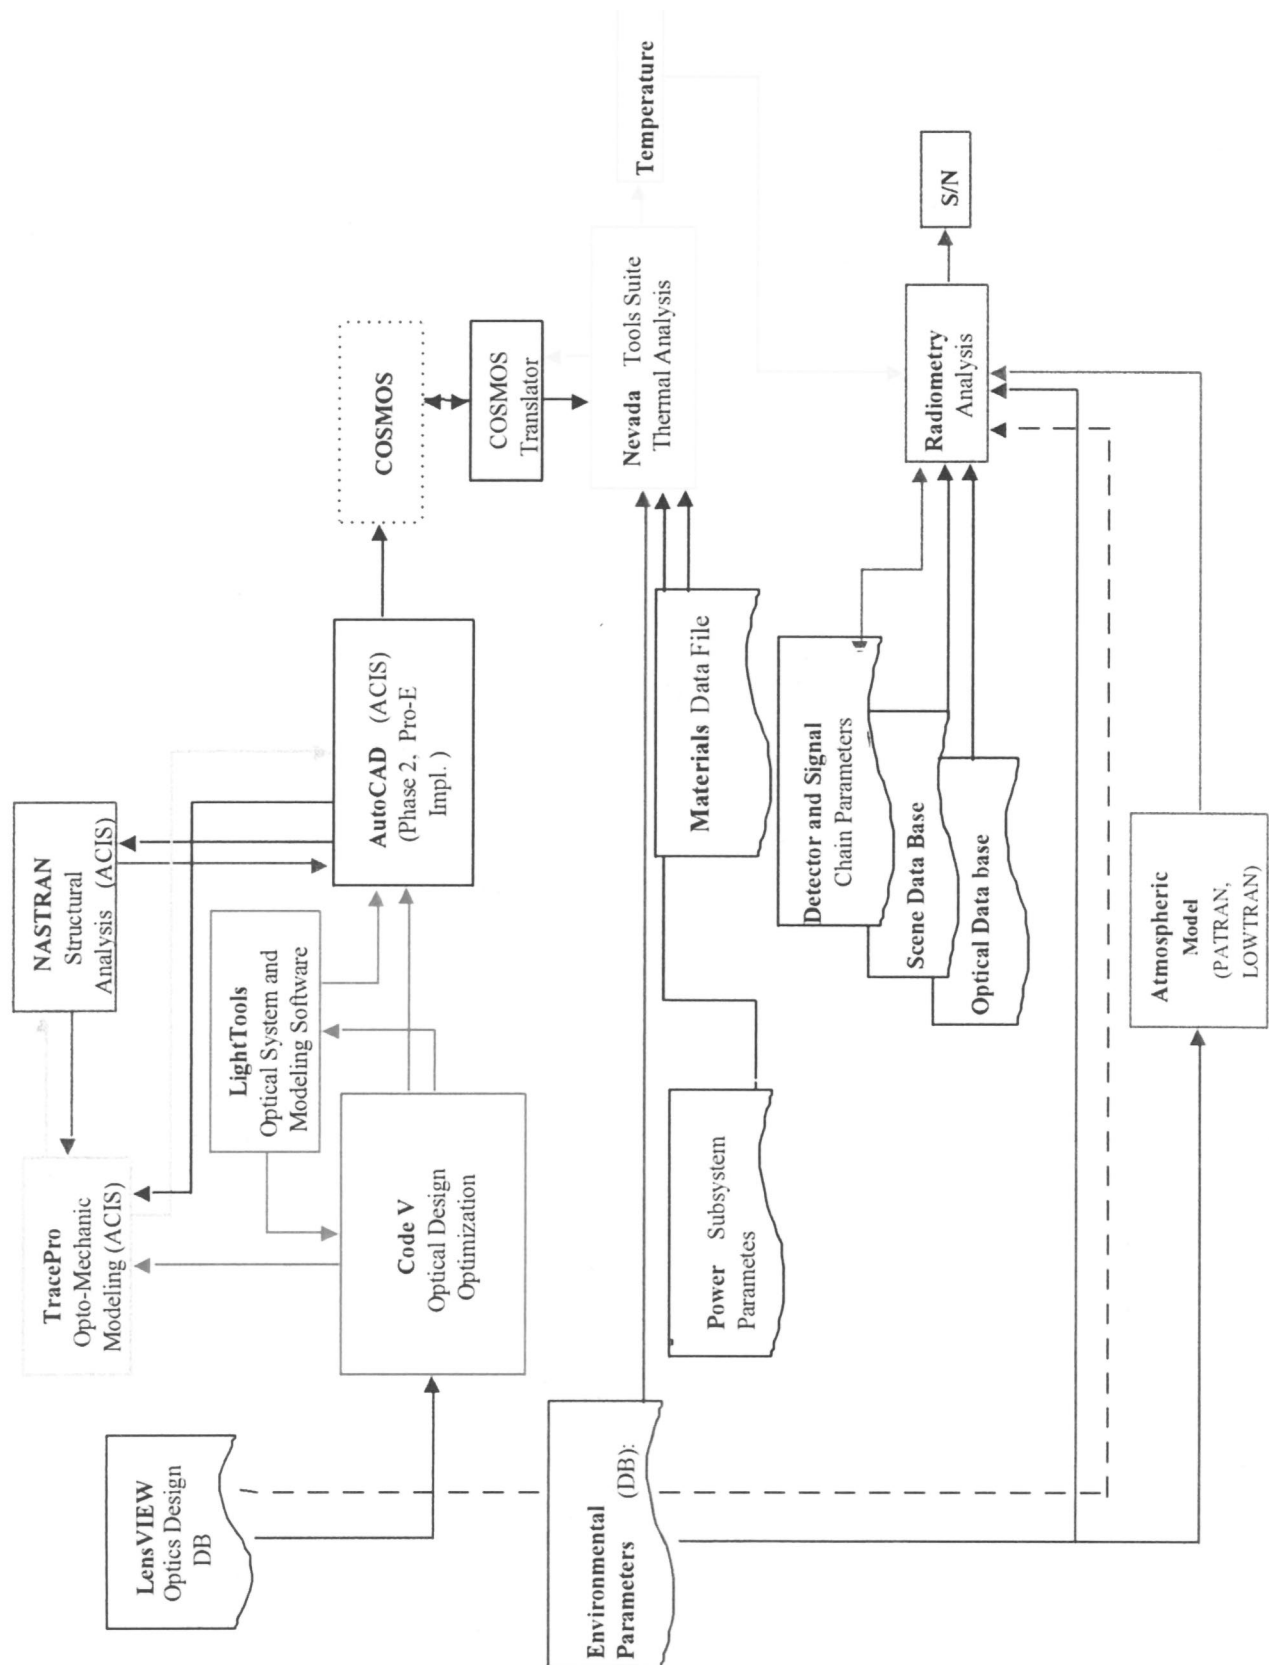 LensVIEW
Optics Design
DB
TracePro
Opto-Mechanic
Modeling (ACIS)
NASTRAN
Structural
Analysis (ACIS)
LightTools
Optical System and
Modeling Software
Code V
Optical Design
Optimization
AutoCAD (ACIS)
(Phase 2, Pro-E
Impl. )
COSMOS
COSMOS
Translator
Environmental
Parameters (DB):
Power Subsystem
Parametes
Materials Data File
Nevada Tools Suite
Thermal Analysis
Temperature
Detector and Signal
Chain Parameters
Scene Data Base
Optical Data base
Radiometry
Analysis
S/N
Atmospheric
Model
(PATRAN,
LOWTRAN)